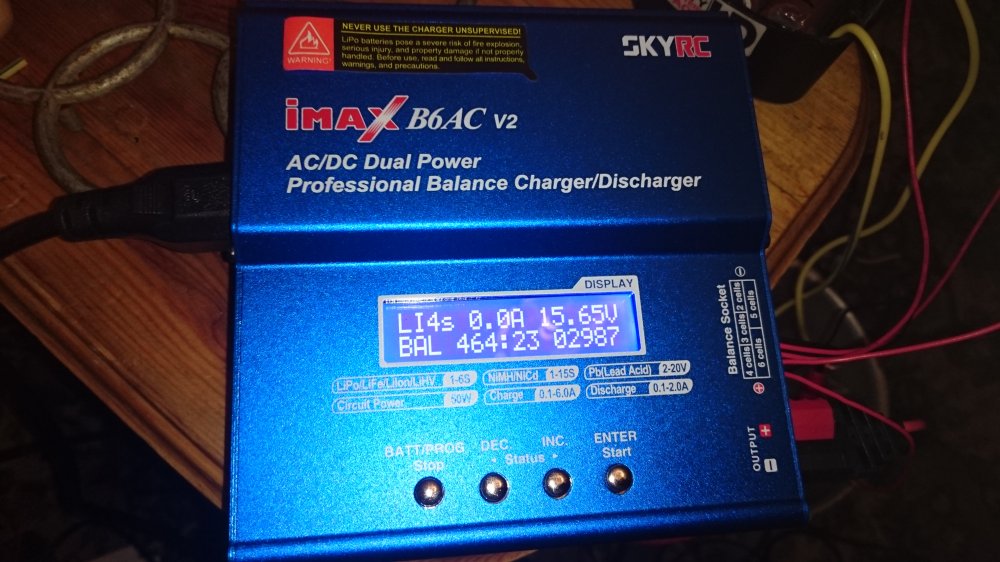 NEVER USE THE CHARGER UNSUPERVISED!
LiPo batteries pose a severe risk of fire explosion,
serious injury, and property damage if not properly
handled. Before use, read and follow all instructions,
warnings, and precautions.
WARNING!
SKYRC
iMAX B6AC V2
AC/DC Dual Power
Professional Balance Charger/Discharger
DISPLAY
LI4s 0.0A 15.65V
BAL 464:23 02987
LiPo/LiFe/LiIon/LiHV 1-6S NiMH/NiCd 1-15S Pb(Lead Acid) 2-20V
Circuit Power 50W Charge 0.1-6.0A Discharge 0.1-2.0A
BATT/PROG Stop
DEC. INC.
Status
ENTER Start
Balance Socket
2 cells
3 cells 5 cells
4 cells 6 cells
OUTPUT